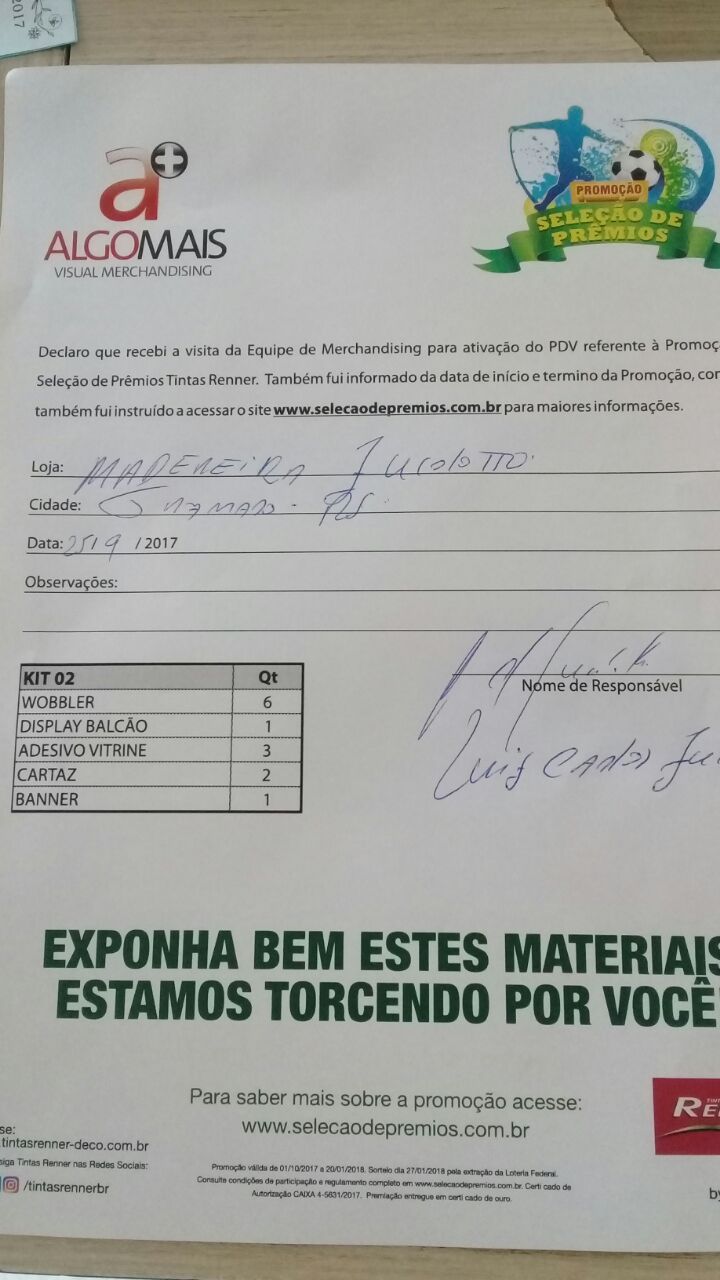 2017
a+
ALGOMAIS
VISUAL MERCHANDISING
PROMOÇÃO
SELEÇÃO DE
PRÊMIOS
Declaro que recebi a visita da Equipe de Merchandising para ativação do PDV referente à Promoç
Seleção de Prêmios Tintas Renner. Também fui informado da data de início e termino da Promoção, con
também fui instruído a acessar o site www.selecaodepremios.com.br para maiores informações.
Loja: MADEREIRA
Cidade: GRAMADO - RS
Data: 25/9 / 2017
Observações:
Nome de Responsável
Luis CARlos
KIT 02 Qt
WOBBLER 6
DISPLAY BALCÃO 1
ADESIVO VITRINE 3
CARTAZ 2
BANNER 1
EXPONHA BEM ESTES MATERIAIS
ESTAMOS TORCENDO POR VOCÊ
Para saber mais sobre a promoção acesse:
www.selecaodepremios.com.br
se:
.tintasrenner-deco.com.br
siga Tintas Renner nas Redes Sociais:
/tintasrennerbr
Promoção válida de 01/10/2017 a 20/01/2018. Sorteio dia 27/01/2018 pela extração da Loteria Federal.
Consulte condições de participação e regulamento completo em www.selecaodepremios.com.br. Certi cado de
Autorização CAIXA 4-5631/2017. Premiação entregue em certi cado de ouro.
TINT
RE
by